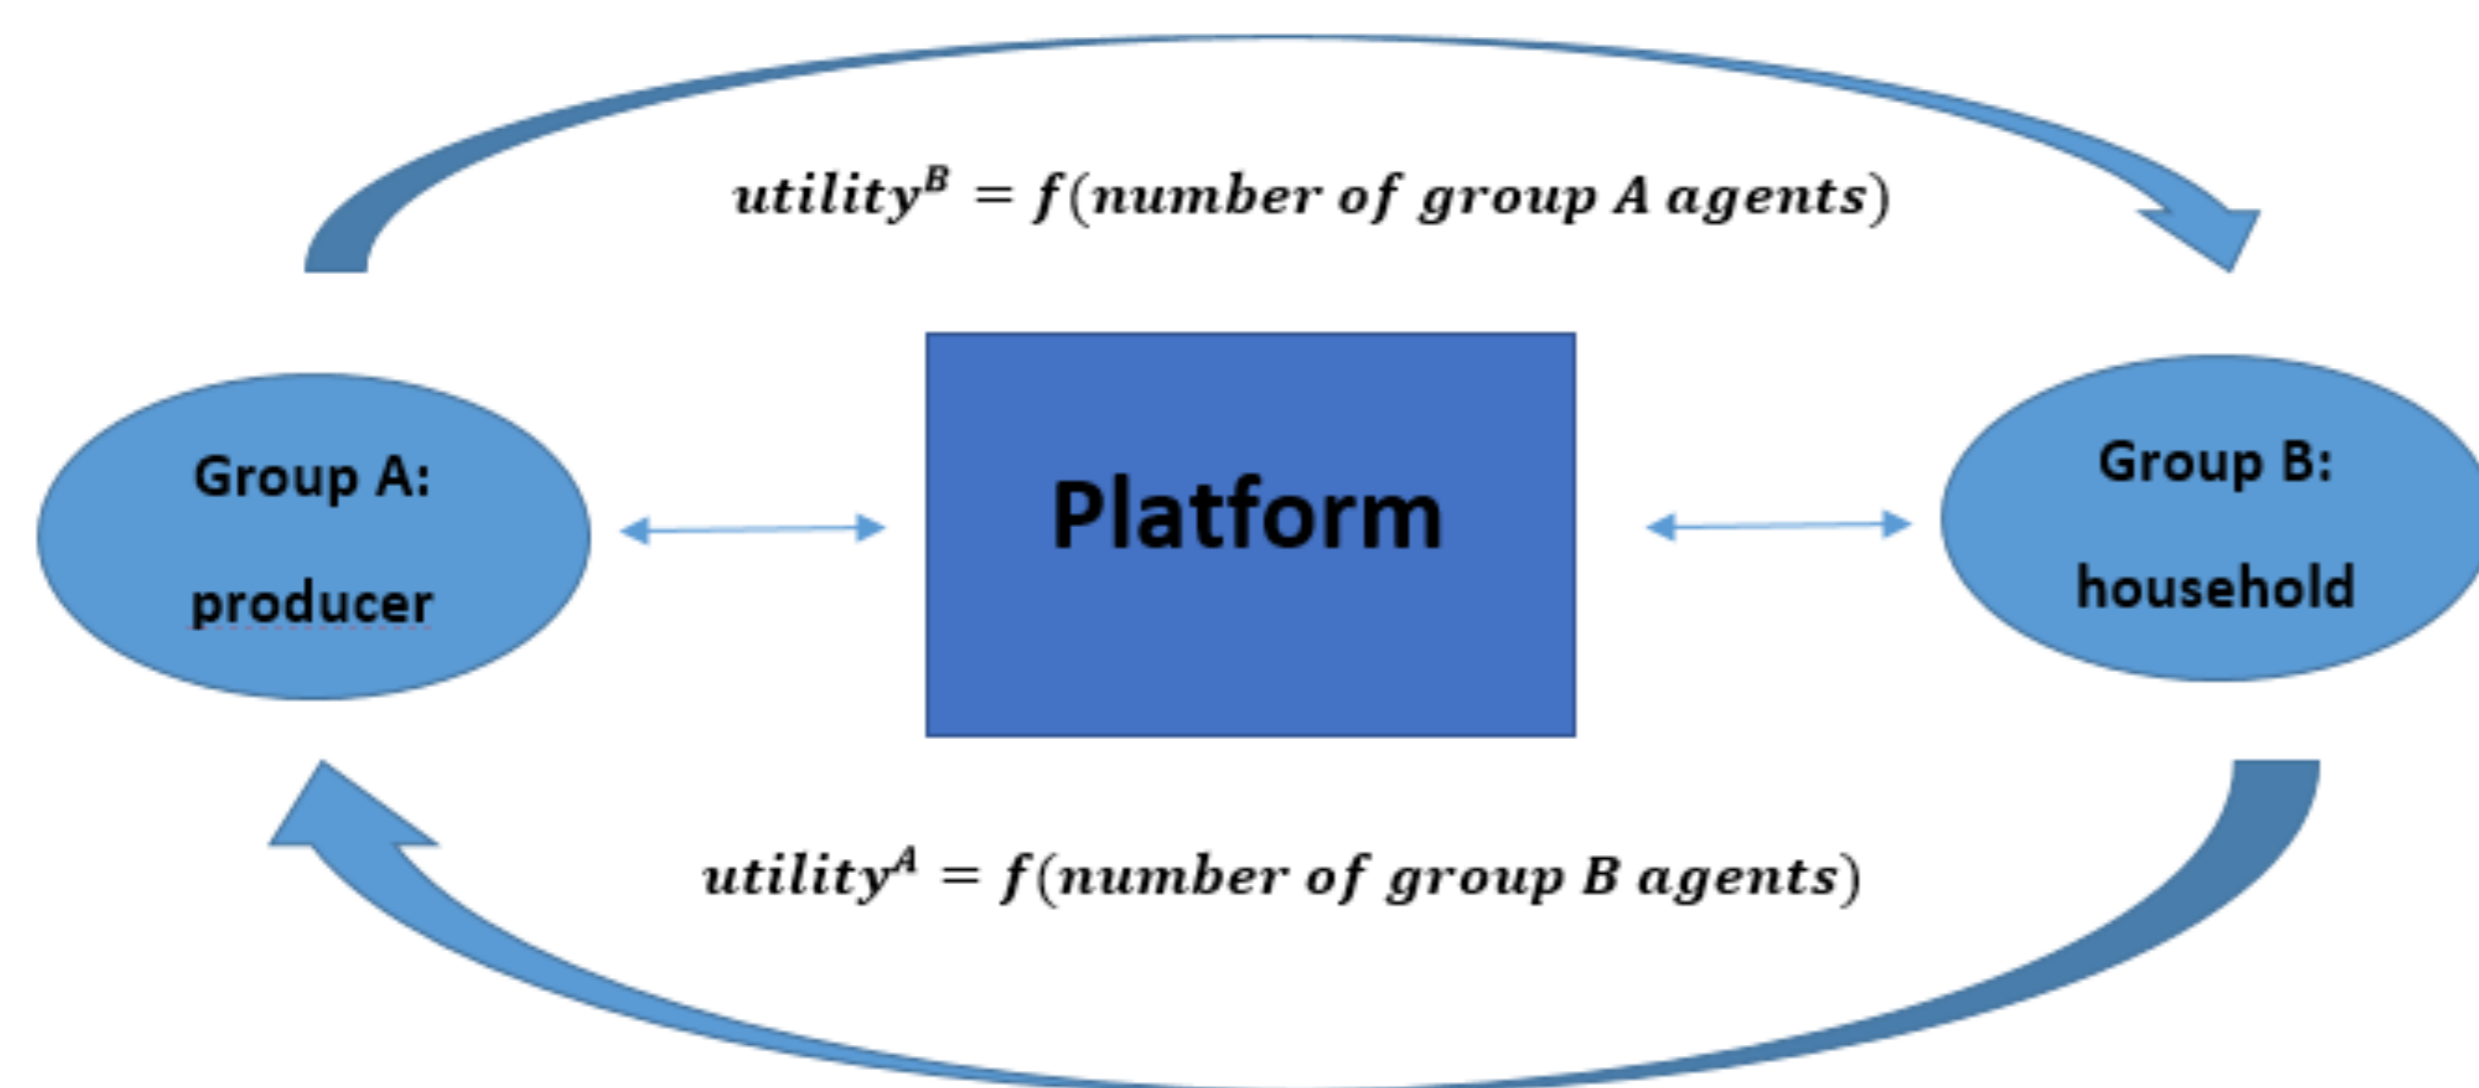 utility^B = f(number of group A agents)
Group A:
producer
Platform
Group B:
household
utility^A = f(number of group B agents)